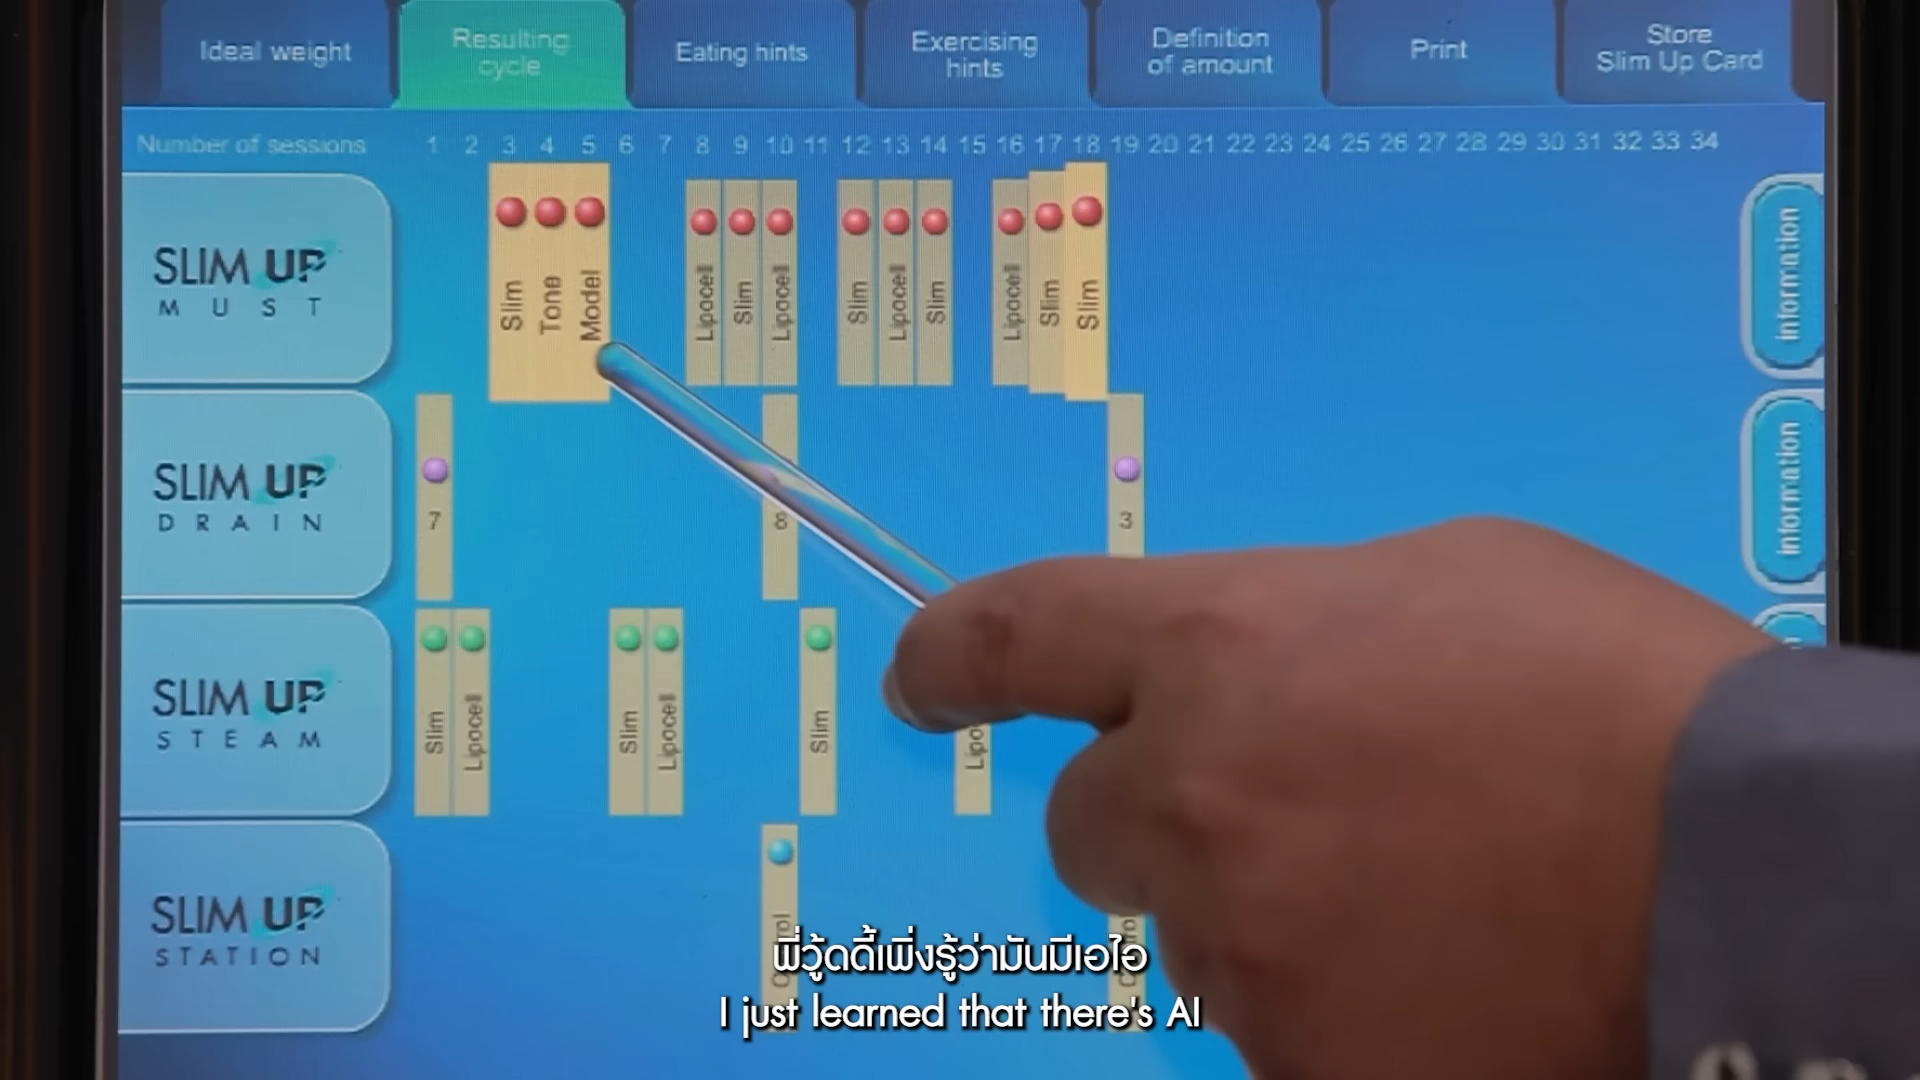 Ideal weight
Resulting cycle
Eating hints
Exercising hints
Definition of amount
Print
Store Slim Up Card
Number of sessions 1 2 3 4 5 6 7 8 9 10 11 12 13 14 15 16 17 18 19 20 21 22 23 24 25 26 27 28 29 30 31 32 33 34
SLIM UP
MUST
Slim
Tone
Model
Lipocell
Slim
Lipocell
Slim
Lipocell
Slim
Lipocell
Slim
Slim
information
SLIM UP
DRAIN
7
8
3
information
SLIM UP
STEAM
Slim
Lipocell
Slim
Lipocell
Slim
SLIM UP
STATION
พี่วู้ดดี้เพิ่งรู้ว่ามันมีเอไอ
I just learned that there's AI